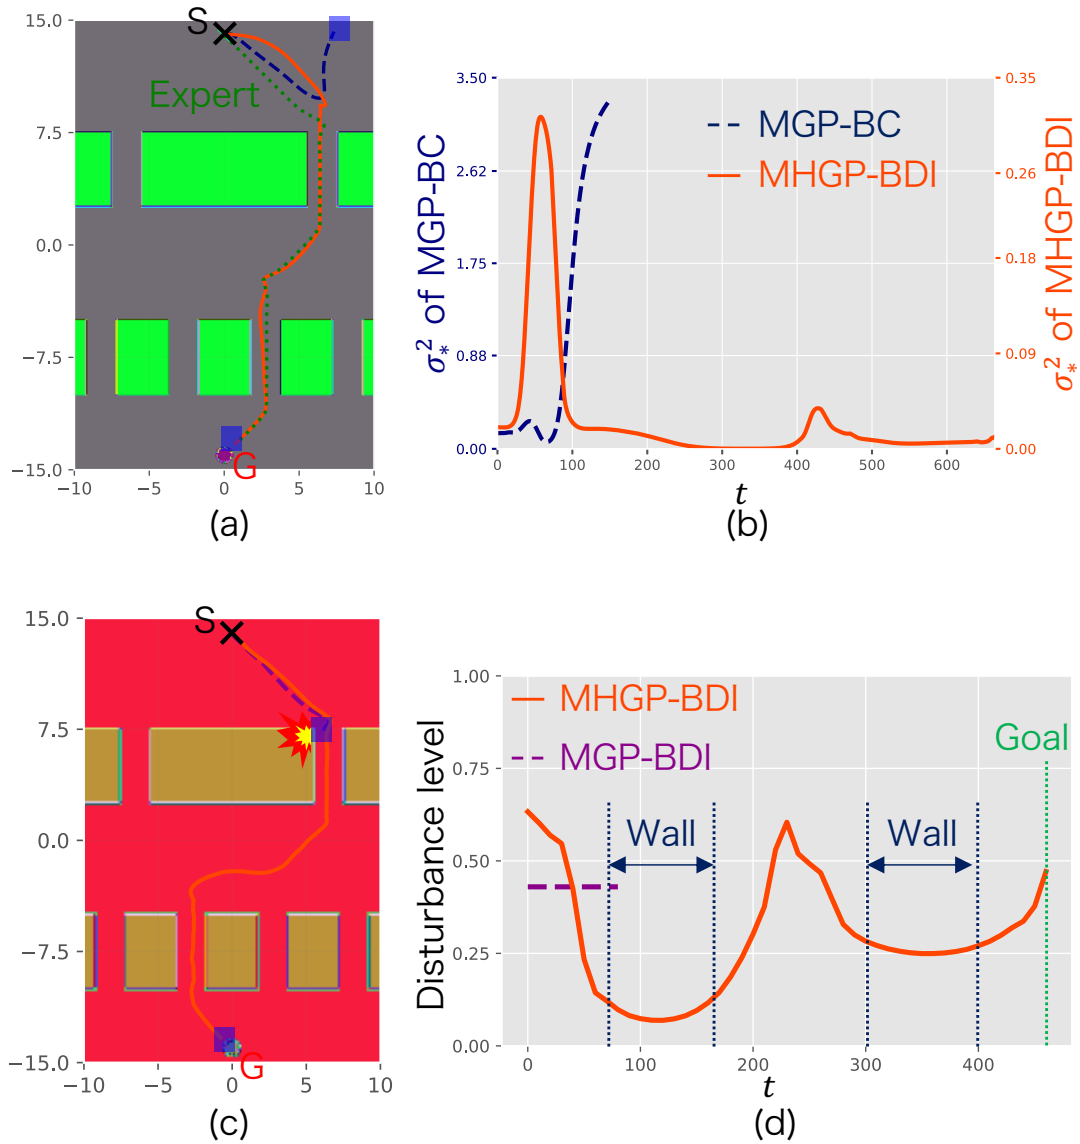 15.0
7.5
0.0
−7.5
−15.0
−10
−5
0
5
10
S
Expert
G
(a)
3.50
2.62
1.75
0.88
0.00
σ*² of MGP-BC
MGP-BC
MHGP-BDI
0.35
0.26
0.18
0.09
0.00
σ*² of MHGP-BDI
0
100
200
300
400
500
600
t
(b)
15.0
7.5
0.0
−7.5
−15.0
−10
−5
0
5
10
S
G
(c)
1.00
0.75
0.50
0.25
0.00
Disturbance level
MHGP-BDI
MGP-BDI
Goal
Wall
Wall
0
100
200
300
400
t
(d)